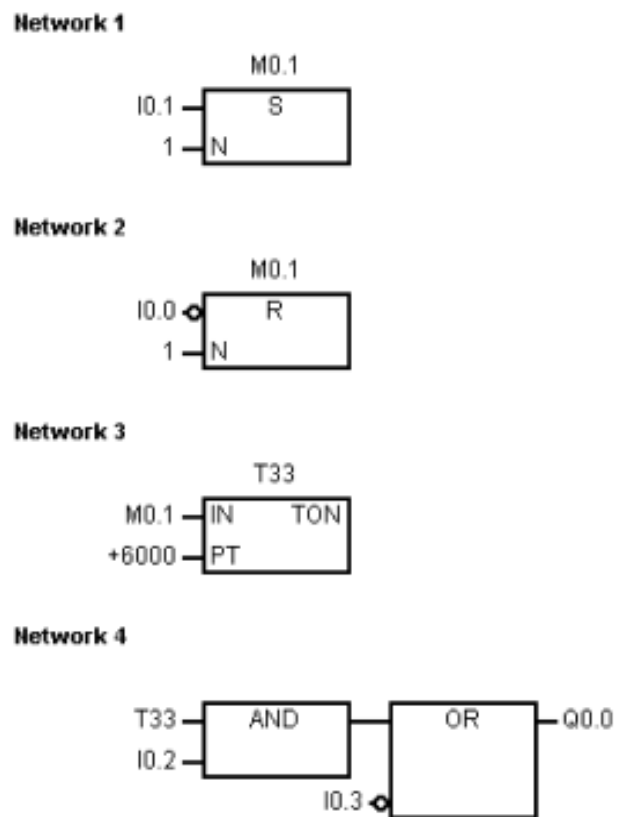 Network 1
M0.1
I0.1 S
1 N
Network 2
M0.1
I0.0 R
1 N
Network 3
T33
M0.1 IN TON
+6000 PT
Network 4
T33 AND OR Q0.0
I0.2
I0.3